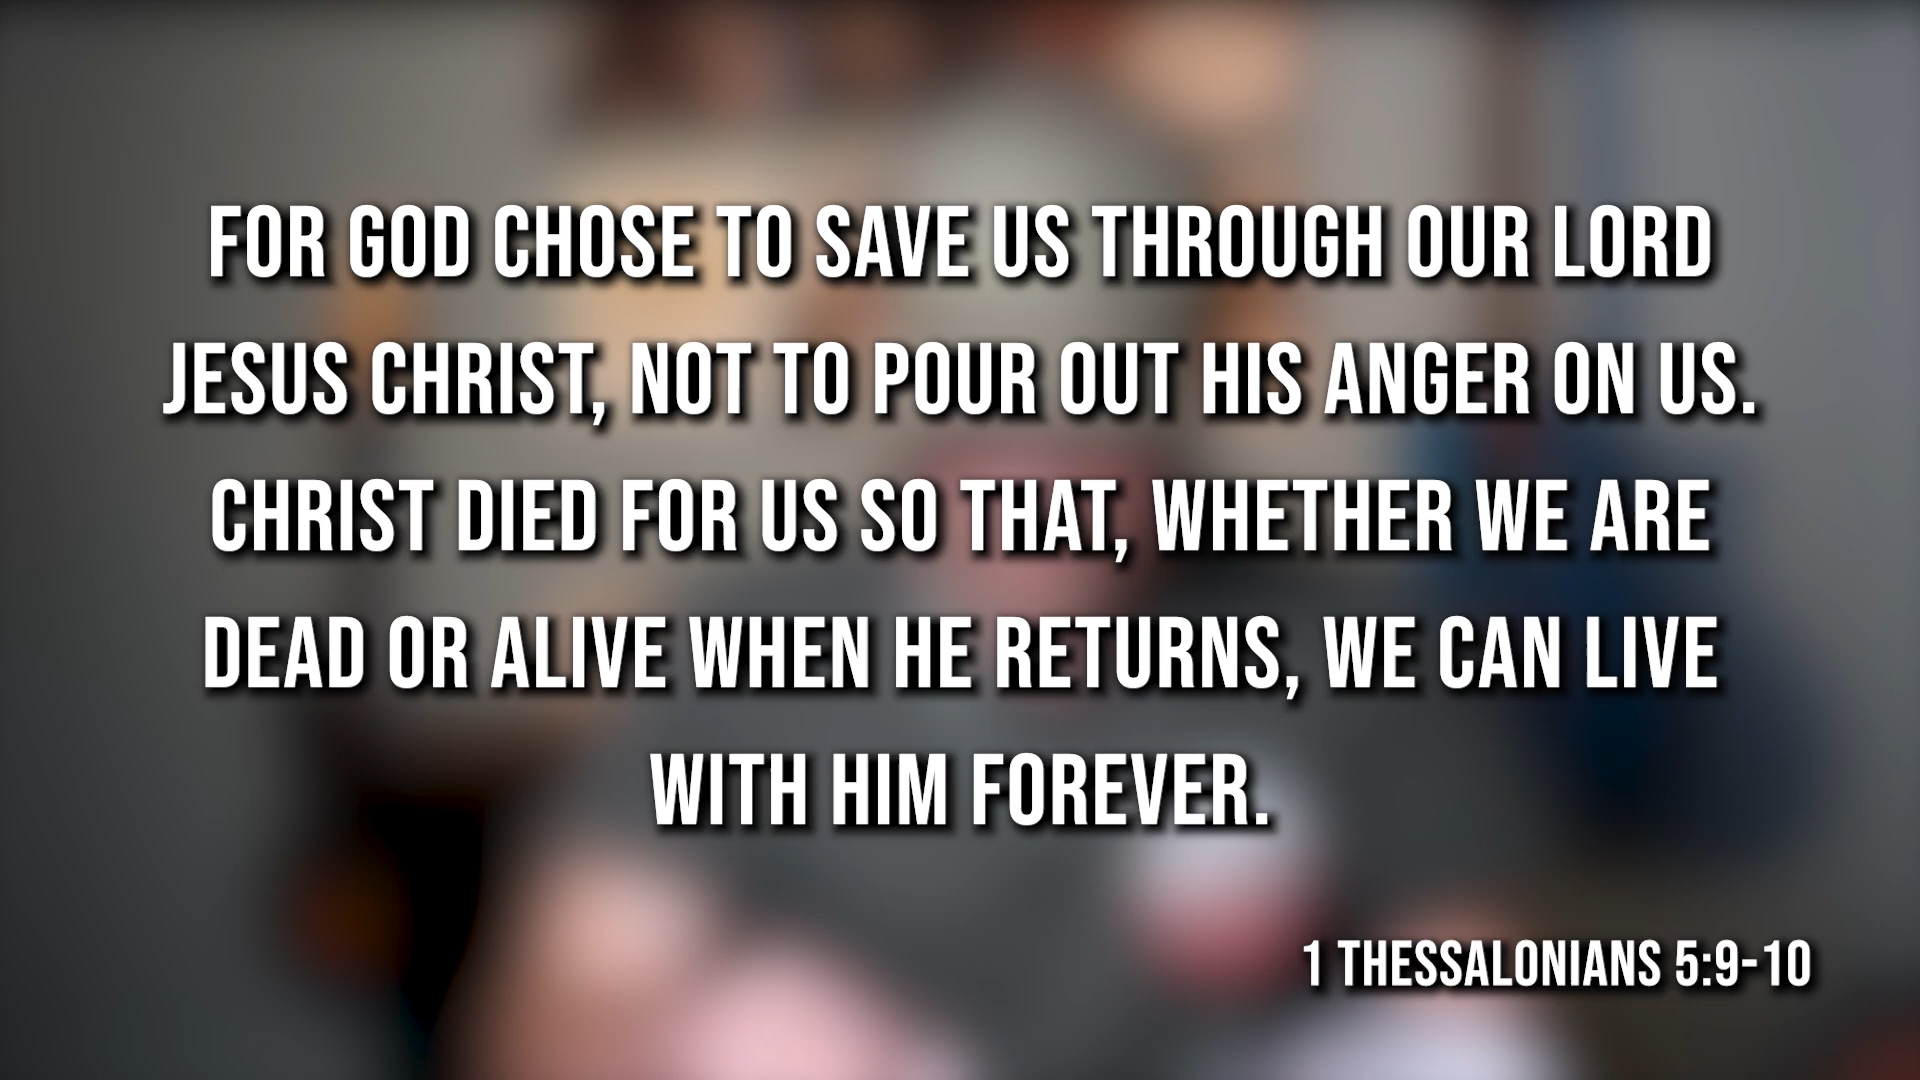 FOR GOD CHOSE TO SAVE US THROUGH OUR LORD
JESUS CHRIST, NOT TO POUR OUT HIS ANGER ON US.
CHRIST DIED FOR US SO THAT, WHETHER WE ARE
DEAD OR ALIVE WHEN HE RETURNS, WE CAN LIVE
WITH HIM FOREVER.
1 THESSALONIANS 5:9-10